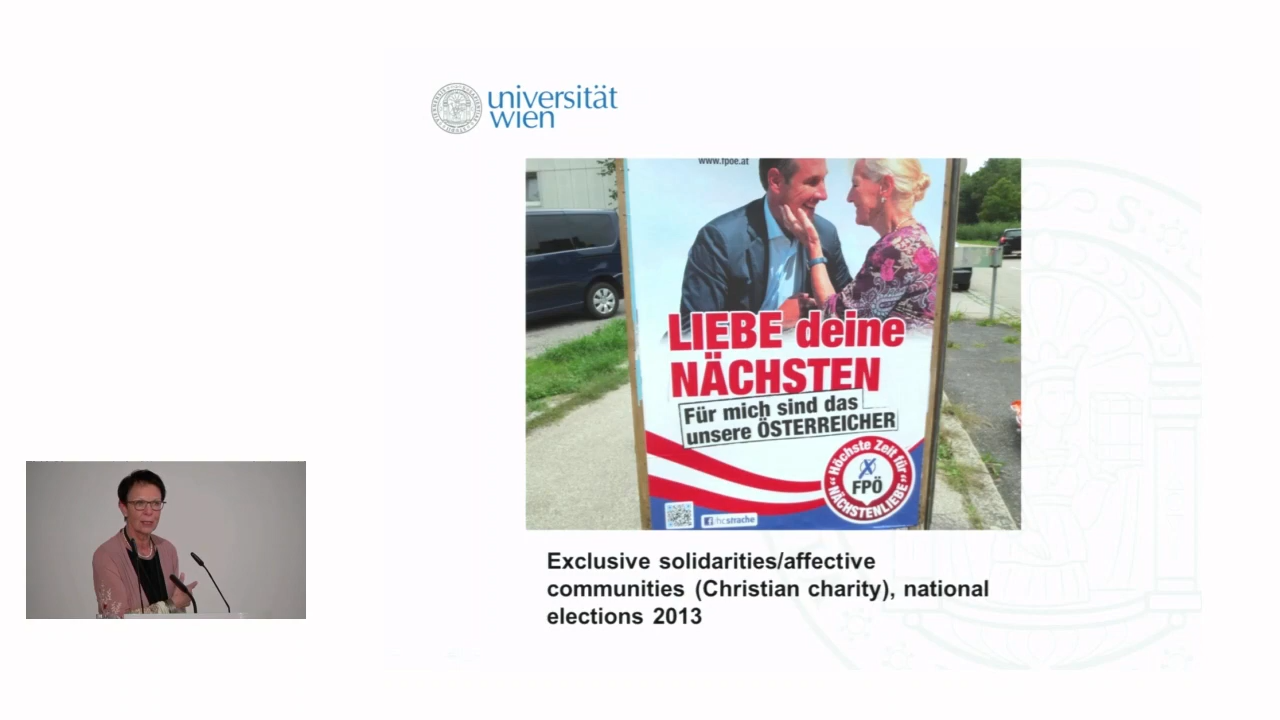 universität
wien
www.fpoe.at
LIEBE deine
NÄCHSTEN
Für mich sind das
unsere ÖSTERREICHER
"Höchste Zeit für
FPÖ
NÄCHSTENLIEBE"
/hcstrache
Exclusive solidarities/affective
communities (Christian charity), national
elections 2013